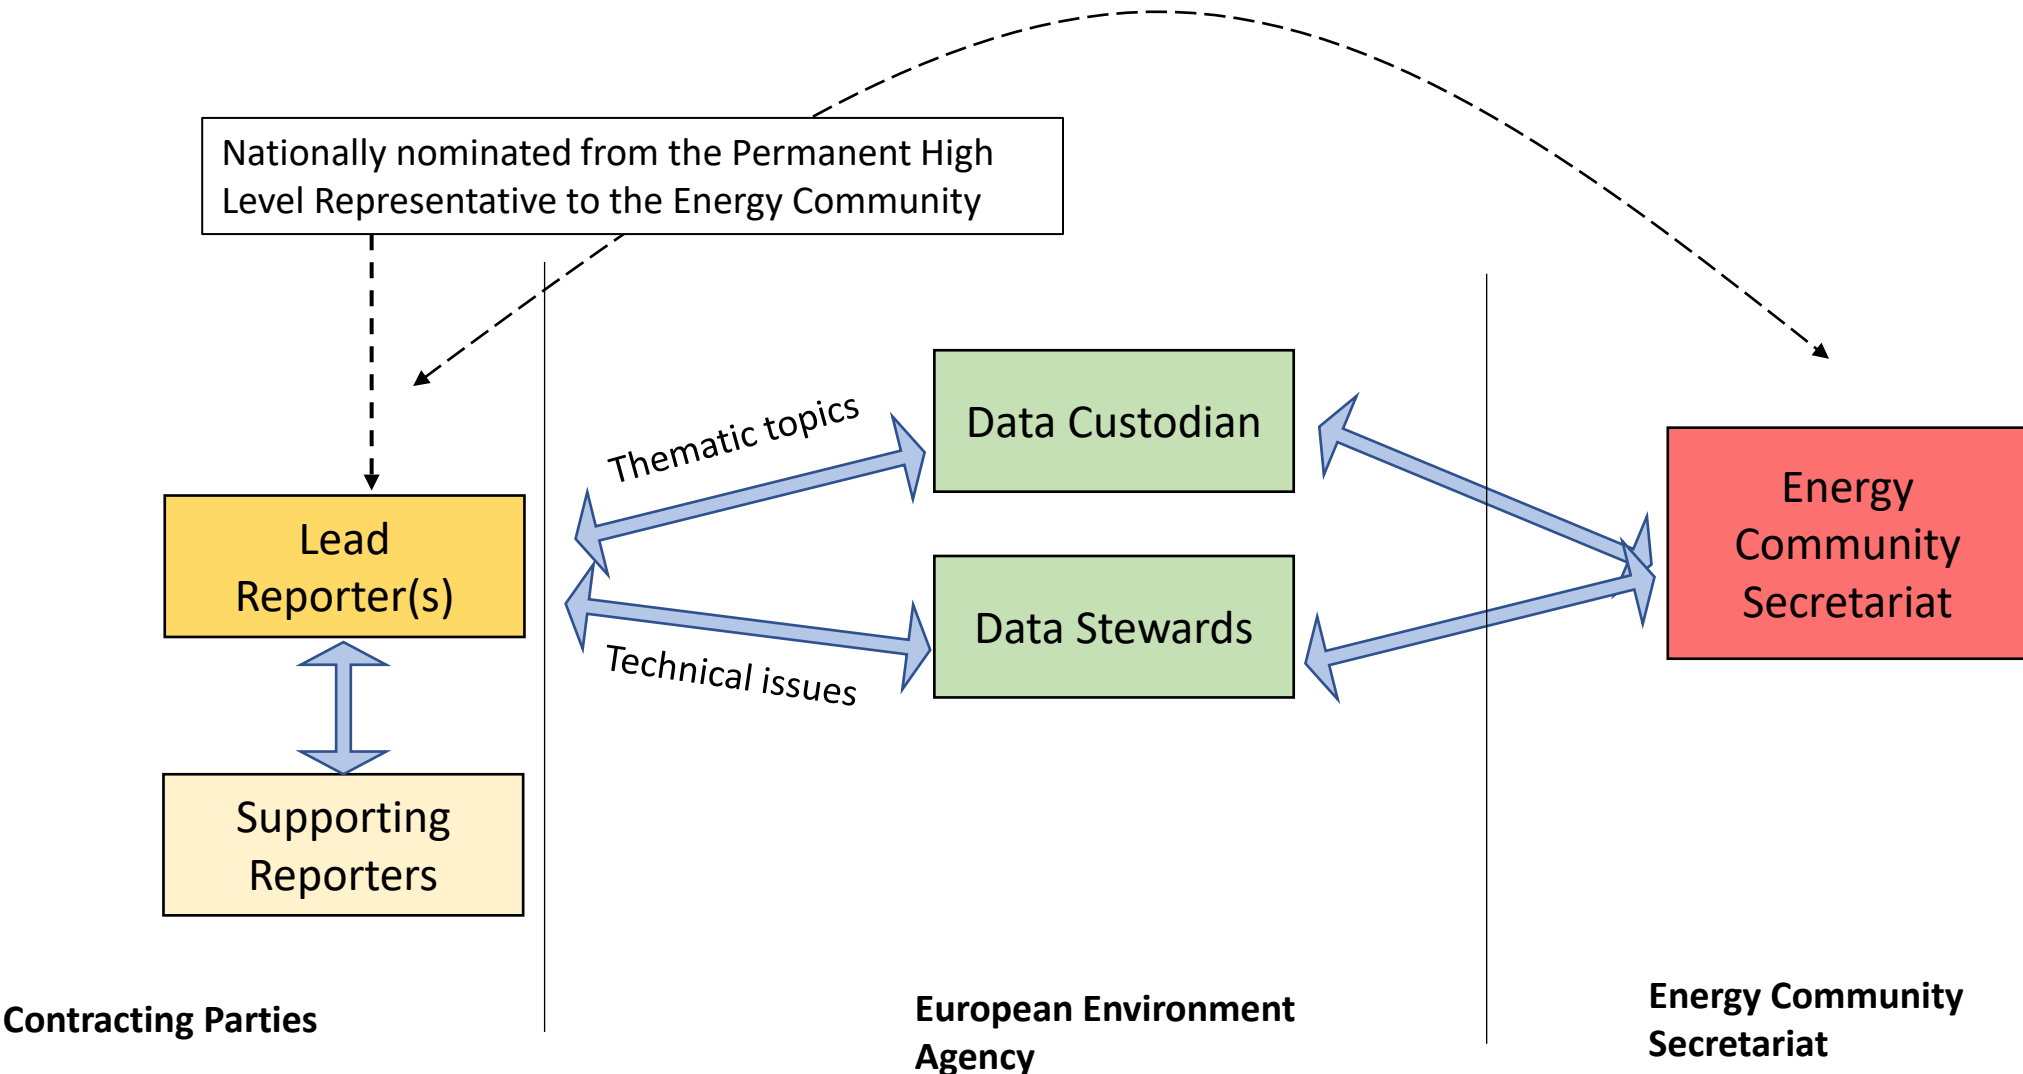 Nationally nominated from the Permanent High
Level Representative to the Energy Community
Thematic topics
Data Custodian
Energy
Community
Secretariat
Lead
Reporter(s)
Data Stewards
Technical issues
Supporting
Reporters
Contracting Parties
European Environment
Agency
Energy Community
Secretariat